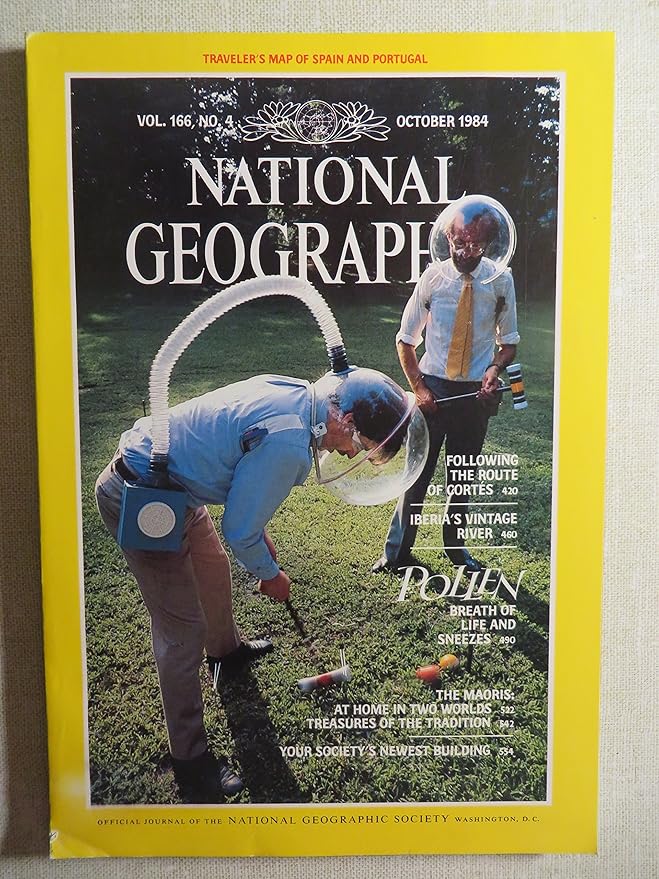 TRAVELER'S MAP OF SPAIN AND PORTUGAL
VOL. 166, NO. 4 OCTOBER 1984
NATIONAL
GEOGRAPH
FOLLOWING
THE ROUTE
OF CORTÉS 420
IBERIA'S VINTAGE
RIVER 460
POLLEN
BREATH OF
LIFE AND
SNEEZES 490
THE MAORIS:
AT HOME IN TWO WORLDS 522
TREASURES OF THE TRADITION 542
YOUR SOCIETY'S NEWEST BUILDING 554
OFFICIAL JOURNAL OF THE NATIONAL GEOGRAPHIC SOCIETY WASHINGTON, D.C.